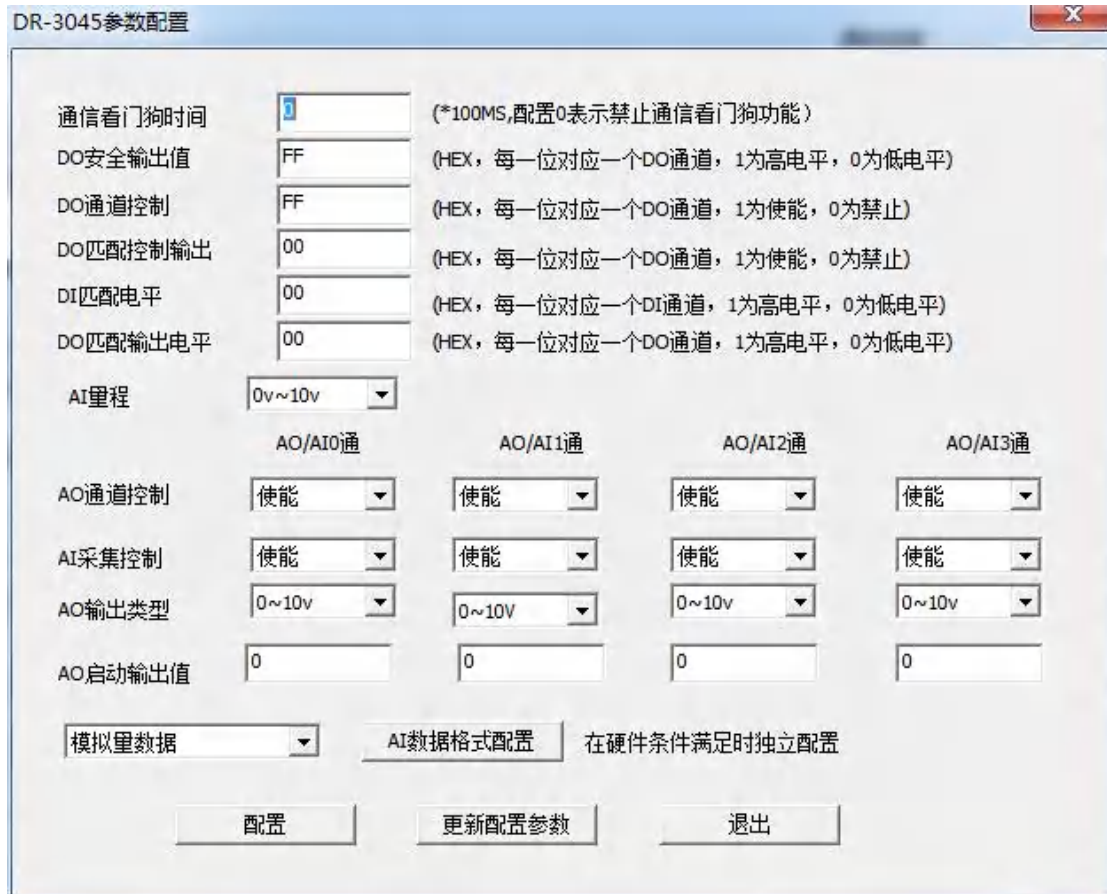 DR-3045参数配置
通信看门狗时间 0 (*100MS,配置0表示禁止通信看门狗功能）
DO安全输出值 FF (HEX，每一位对应一个DO通道，1为高电平，0为低电平)
DO通道控制 FF (HEX，每一位对应一个DO通道，1为使能，0为禁止)
DO匹配控制输出 00 (HEX，每一位对应一个DO通道，1为使能，0为禁止)
DI匹配电平 00 (HEX，每一位对应一个DI通道，1为高电平，0为低电平)
DO匹配输出电平 00 (HEX，每一位对应一个DO通道，1为高电平，0为低电平)
AI量程 0v~10v
AO/AI0通 AO/AI1通 AO/AI2通 AO/AI3通
AO通道控制 使能 使能 使能 使能
AI采集控制 使能 使能 使能 使能
AO输出类型 0~10v 0~10V 0~10v 0~10v
AO启动输出值 0 0 0 0
模拟里数据 AI数据格式配置 在硬件条件满足时独立配置
配置 更新配置参数 退出